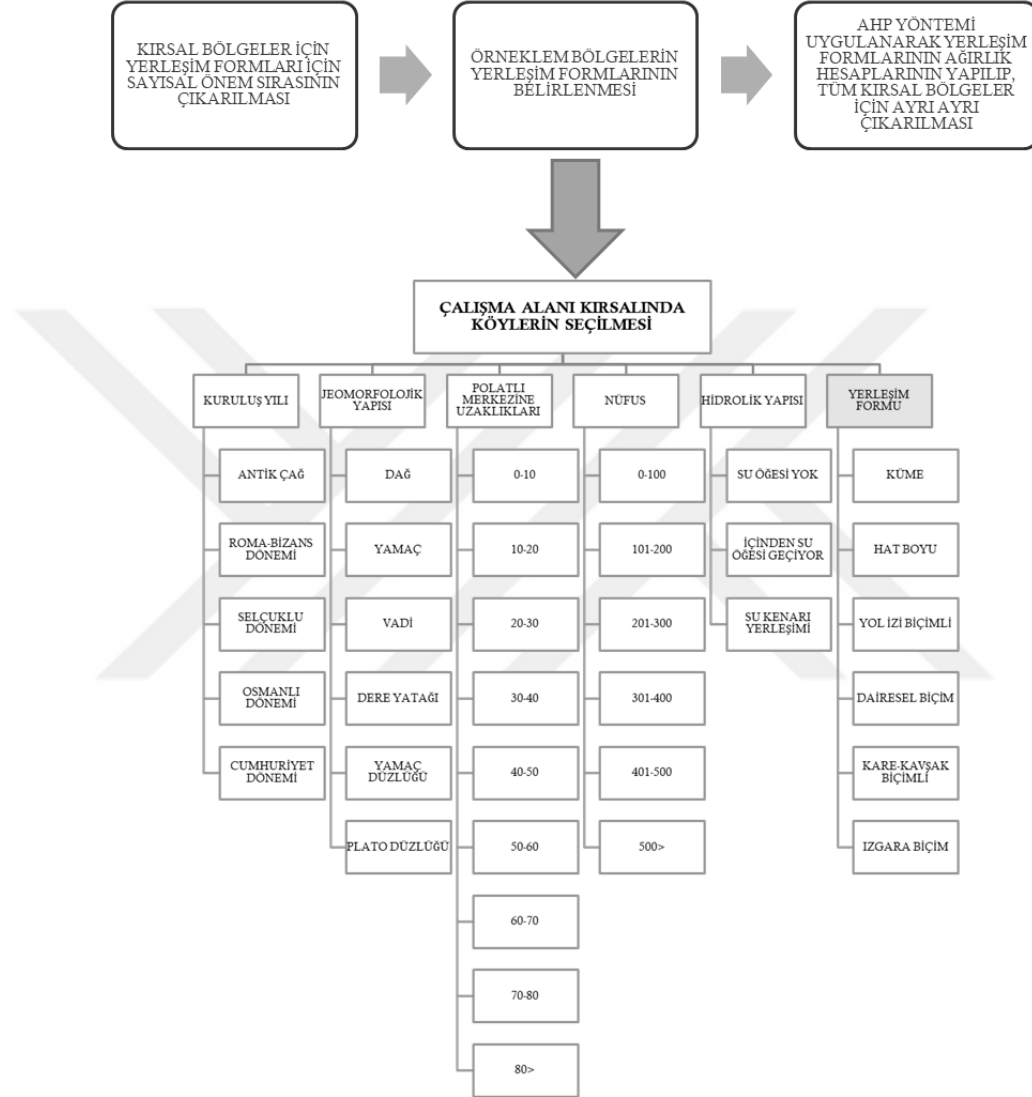 KIRSAL BÖLGELER İÇİN
YERLEŞİM FORMLARI İÇİN
SAYISAL ÖNEM SIRASININ
ÇIKARILMASI
ÖRNEKLEM BÖLGELERİN
YERLEŞİM FORMLARININ
BELİRLENMESİ
AHP YÖNTEMİ
UYGULANARAK YERLEŞİM
FORMLARININ AĞIRLIK
HESAPLARININ YAPILIP,
TÜM KIRSAL BÖLGELER
İÇİN AYRI AYRI
ÇIKARILMASI
ÇALIŞMA ALANI KIRSALINDA
KÖYLERİN SEÇİLMESİ
KURULUŞ YILI
ANTİK ÇAĞ
ROMA-BİZANS
DÖNEMİ
SELÇUKLU
DÖNEMİ
OSMANLI
DÖNEMİ
CUMHURİYET
DÖNEMİ
JEOMORFOLOJİK
YAPISI
DAĞ
YAMAÇ
VADİ
DERE YATAĞI
YAMAÇ
DÜZLÜĞÜ
PLATO DÜZLÜĞÜ
POLATLI
MERKEZİNE
UZAKLIKLARI
0-10
10-20
20-30
30-40
40-50
50-60
60-70
70-80
80>
NÜFUS
0-100
101-200
201-300
301-400
401-500
500>
HİDROLİK YAPISI
SU ÖĞESİ YOK
İÇİNDEN SU
ÖĞESİ GEÇİYOR
SU KENARI
YERLEŞİMİ
YERLEŞİM
FORMU
KÜME
HAT BOYU
YOL İZİ BİÇİMLİ
DAİRESEL BİÇİM
KARE-KAVŞAK
BİÇİMLİ
IZGARA BİÇİM